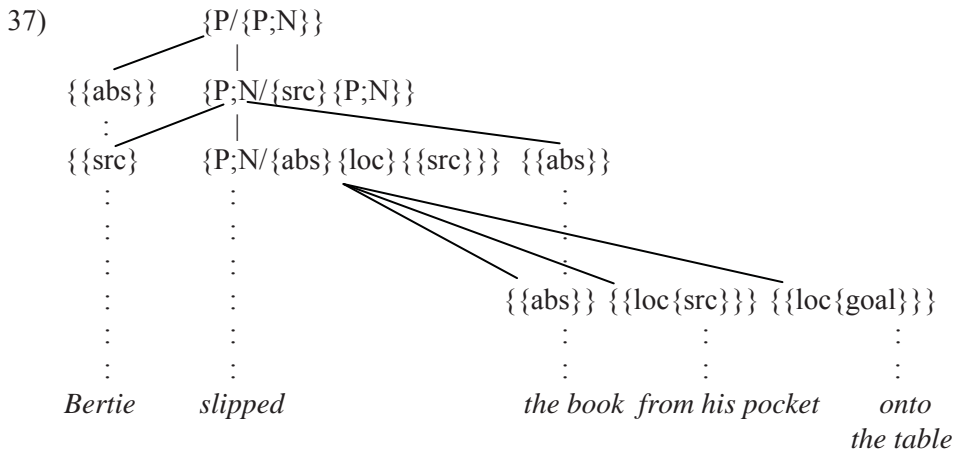 37) {P/{P;N}}
{{abs}} {P;N/{src}{P;N}}
{{src} {P;N/{abs}{loc}{{src}}} {{abs}}
{{abs}} {{loc{src}}} {{loc{goal}}}
Bertie slipped the book from his pocket onto
the table